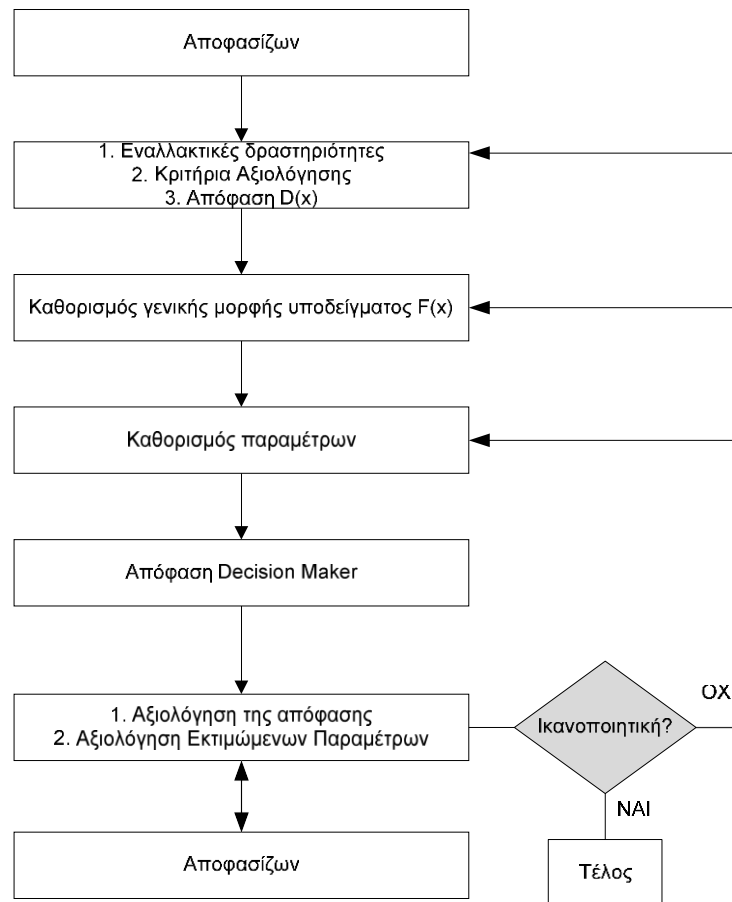 Αποφασίζων
1. Εναλλακτικές δραστηριότητες
2. Κριτήρια Αξιολόγησης
3. Απόφαση D(x)
Καθορισμός γενικής μορφής υποδείγματος F(x)
Καθορισμός παραμέτρων
Απόφαση Decision Maker
1. Αξιολόγηση της απόφασης
2. Αξιολόγηση Εκτιμώμενων Παραμέτρων
Ικανοποιητική?
ΟΧ
ΝΑΙ
Αποφασίζων
Τέλος